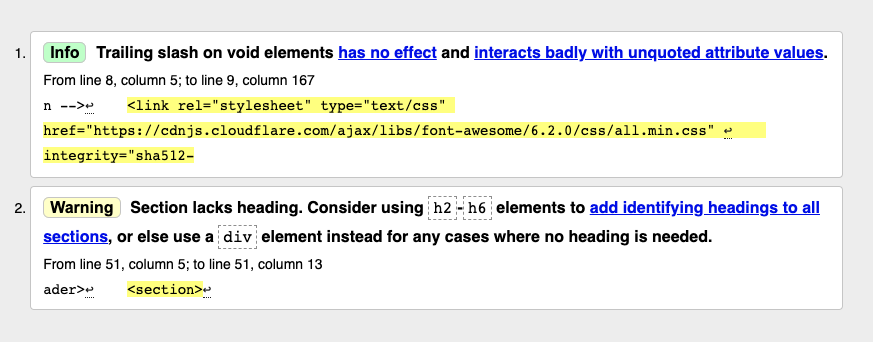 1. Info Trailing slash on void elements has no effect and interacts badly with unquoted attribute values.
From line 8, column 5; to line 9, column 167
n -->↩    <link rel="stylesheet" type="text/css"
href="https://cdnjs.cloudflare.com/ajax/libs/font-awesome/6.2.0/css/all.min.css" ↩
integrity="sha512-
2. Warning Section lacks heading. Consider using h2-h6 elements to add identifying headings to all
sections, or else use a div element instead for any cases where no heading is needed.
From line 51, column 5; to line 51, column 13
ader>↩    <section>↩